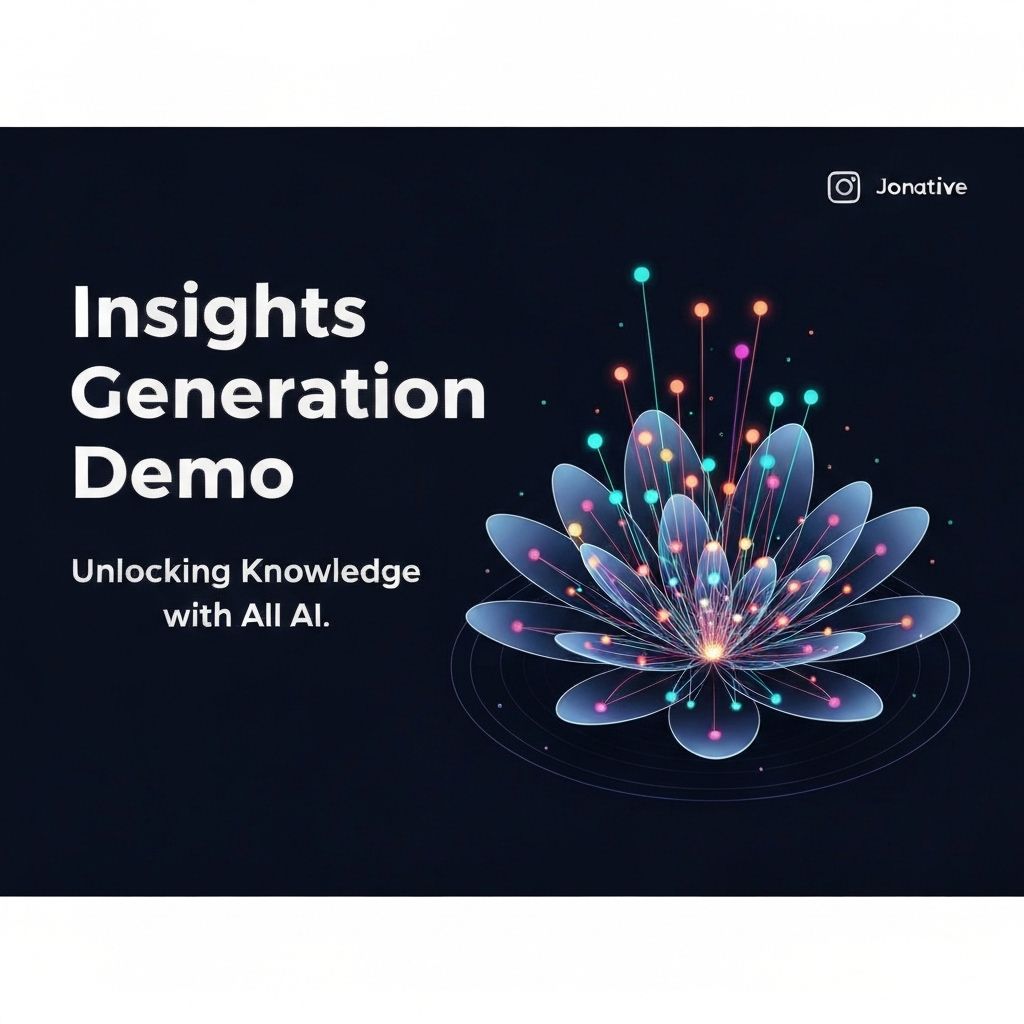 Jonative
Insights
Generation
Demo
Unlocking Knowledge
with All AI.